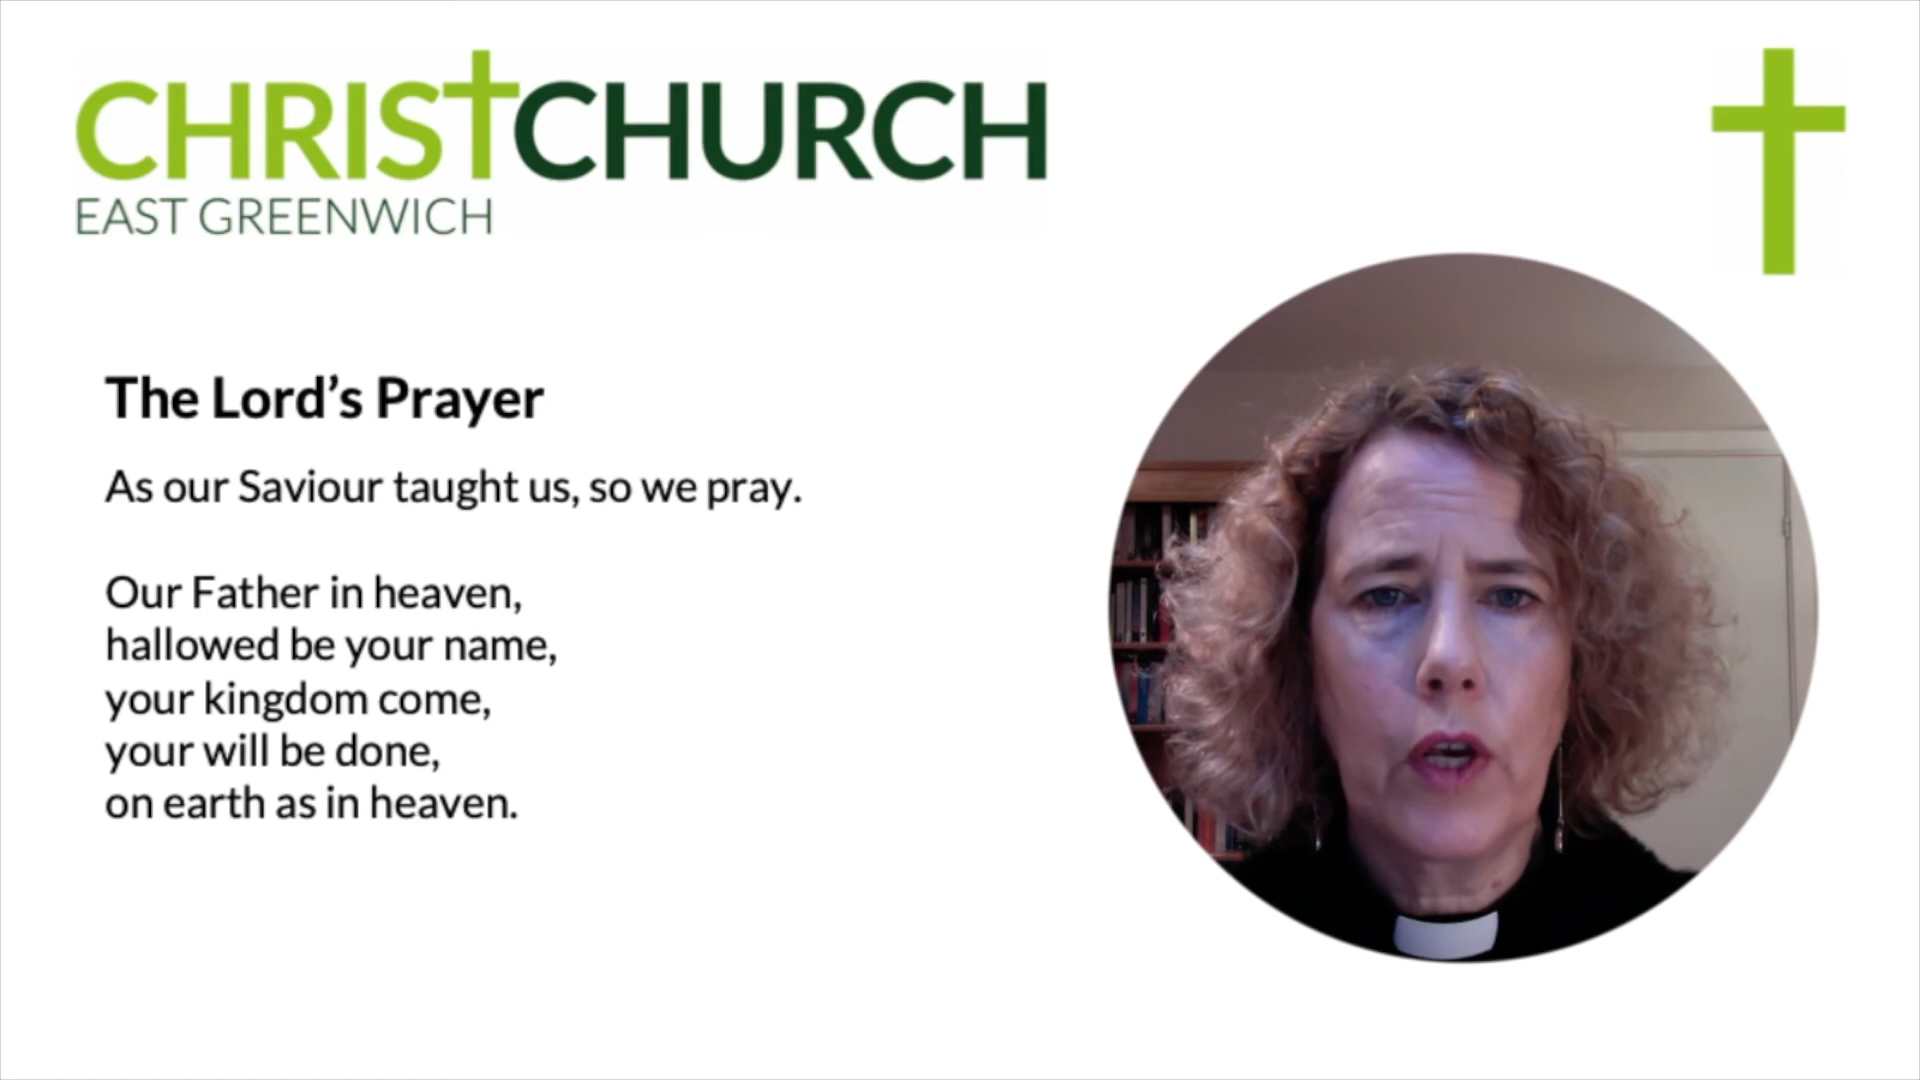 CHRISTCHURCH
EAST GREENWICH
The Lord’s Prayer
As our Saviour taught us, so we pray.
Our Father in heaven,
hallowed be your name,
your kingdom come,
your will be done,
on earth as in heaven.